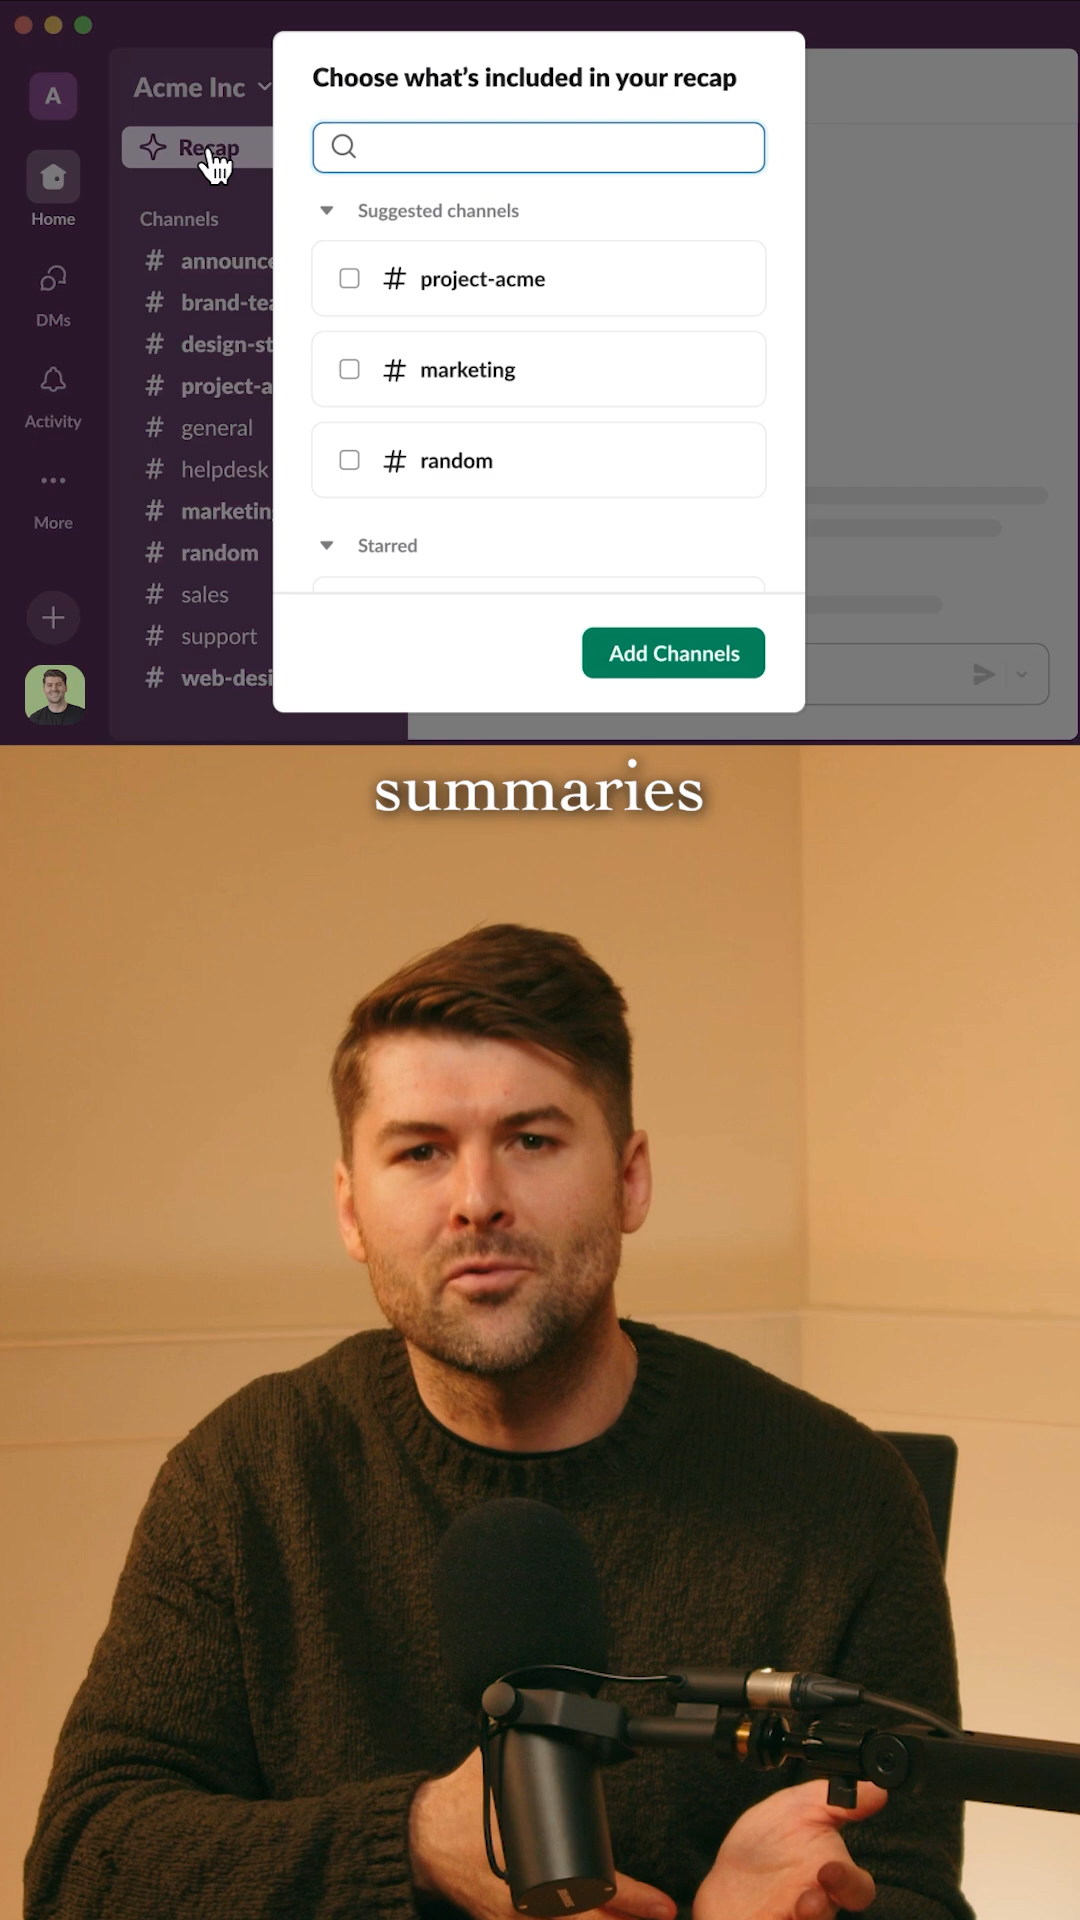 A
Home
DMs
Activity
More
Acme Inc
Recap
Channels
# announce
# brand-tea
# design-st
# project-a
# general
# helpdesk
# marketin
# random
# sales
# support
# web-desi
Choose what's included in your recap
Suggested channels
# project-acme
# marketing
# random
Starred
Add Channels
summaries